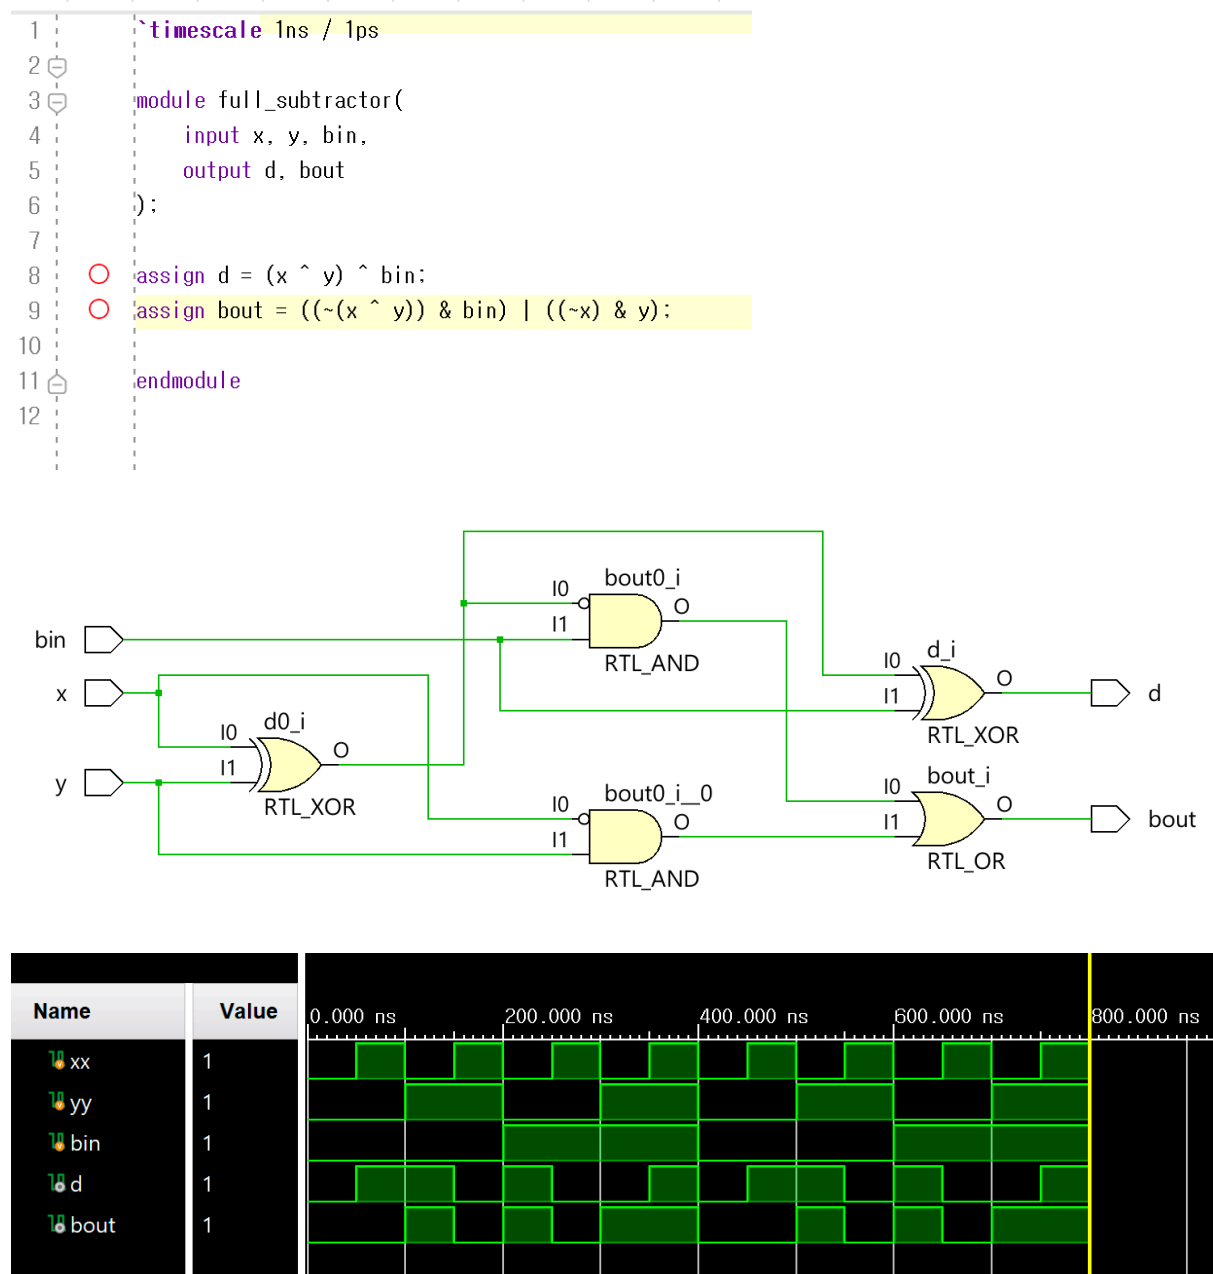 1 `timescale 1ns / 1ps
2
3 module full_subtractor(
4 input x, y, bin,
5 output d, bout
6 );
7
8 assign d = (x ^ y) ^ bin;
9 assign bout = ((~(x ^ y)) & bin) | ((~x) & y);
10
11 endmodule
12
bout0_i
I0 O
I1
RTL_AND
bin
x
y
d0_i
I0 O
I1
RTL_XOR
d_i
I0 O
I1
RTL_XOR
d
bout0_i__0
I0 O
I1
RTL_AND
bout_i
I0 O
I1
RTL_OR
bout
Name Value
0.000 ns 200.000 ns 400.000 ns 600.000 ns 800.000 ns
xx 1
yy 1
bin 1
d 1
bout 1